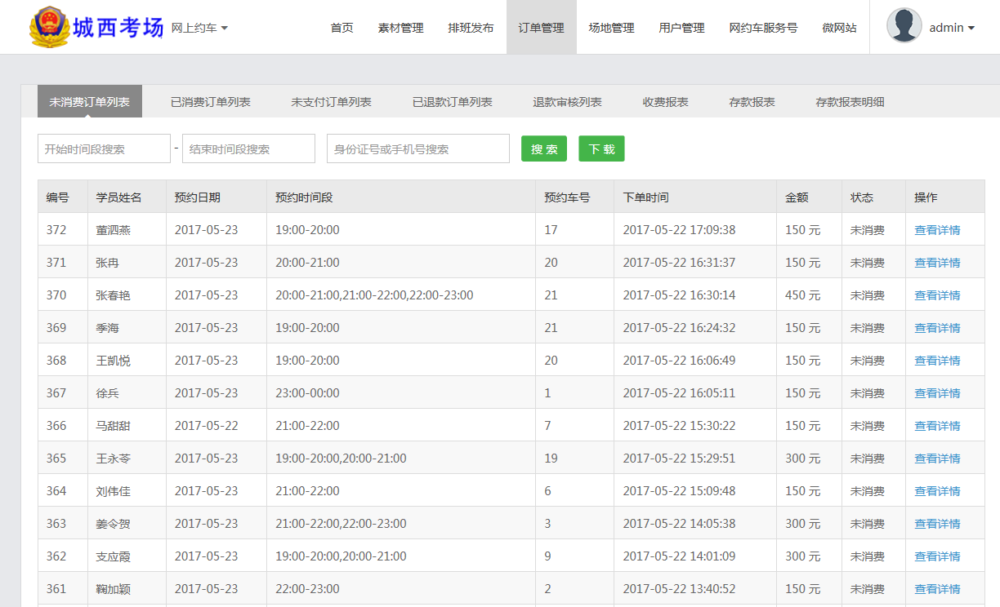 城西考场 网上约车 首页 素材管理 排班发布 订单管理 场地管理 用户管理 网约车服务号 微网站 admin
未消费订单列表 已消费订单列表 未支付订单列表 已退款订单列表 退款审核列表 收费报表 存款报表 存款报表明细
开始时间段搜索 - 结束时间段搜索 身份证号或手机号搜索 搜 索 下 载
编号 学员姓名 预约日期 预约时间段 预约车号 下单时间 金额 状态 操作
372 董泗燕 2017-05-23 19:00-20:00 17 2017-05-22 17:09:38 150 元 未消费 查看详情
371 张冉 2017-05-23 20:00-21:00 20 2017-05-22 16:31:37 150 元 未消费 查看详情
370 张春艳 2017-05-23 20:00-21:00,21:00-22:00,22:00-23:00 21 2017-05-22 16:30:14 450 元 未消费 查看详情
369 季海 2017-05-23 19:00-20:00 21 2017-05-22 16:24:32 150 元 未消费 查看详情
368 王凯悦 2017-05-23 19:00-20:00 20 2017-05-22 16:06:49 150 元 未消费 查看详情
367 徐兵 2017-05-23 23:00-00:00 1 2017-05-22 16:05:11 150 元 未消费 查看详情
366 马甜甜 2017-05-22 21:00-22:00 7 2017-05-22 15:30:22 150 元 未消费 查看详情
365 王永苓 2017-05-23 19:00-20:00,20:00-21:00 19 2017-05-22 15:29:51 300 元 未消费 查看详情
364 刘伟佳 2017-05-23 21:00-22:00 6 2017-05-22 15:09:48 150 元 未消费 查看详情
363 姜令贺 2017-05-23 21:00-22:00,22:00-23:00 3 2017-05-22 14:05:38 300 元 未消费 查看详情
362 支应霞 2017-05-23 19:00-20:00,20:00-21:00 9 2017-05-22 14:01:09 300 元 未消费 查看详情
361 鞠加颖 2017-05-23 22:00-23:00 2 2017-05-22 13:40:52 150 元 未消费 查看详情